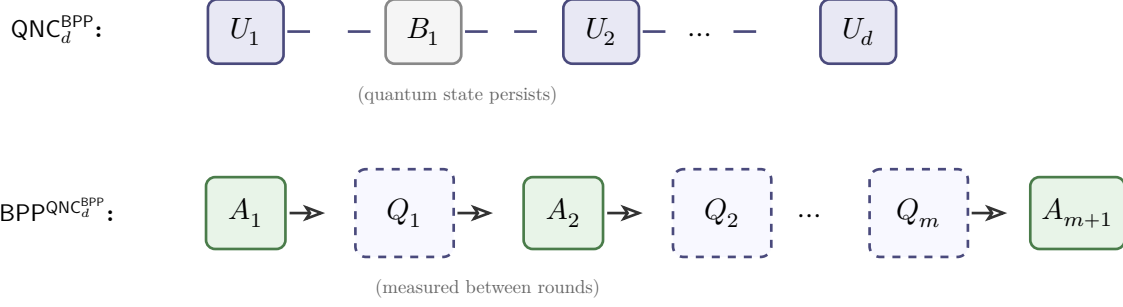 QNC_d^BPP: U_1 B_1 U_2 ... U_d
(quantum state persists)
BPP^{QNC_d^BPP}: A_1 Q_1 A_2 Q_2 ... Q_m A_{m+1}
(measured between rounds)